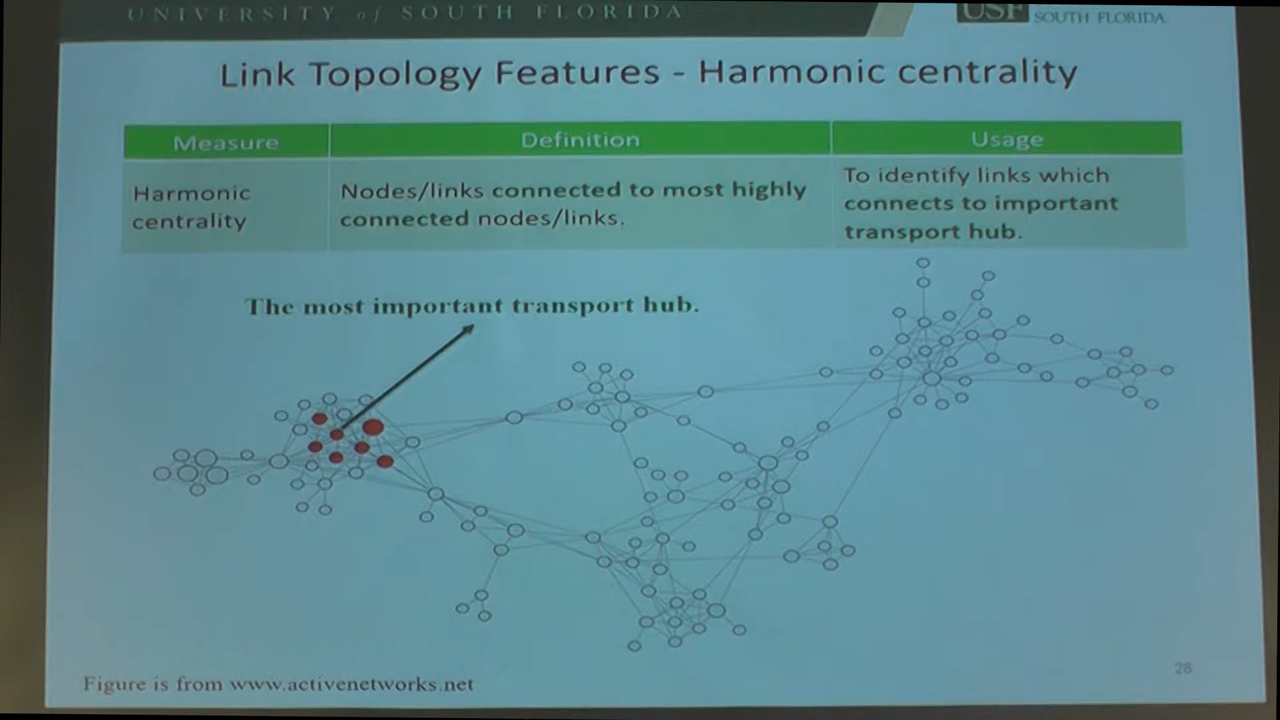 UNIVERSITY of SOUTH FLORIDA
USF SOUTH FLORIDA
Link Topology Features - Harmonic centrality
Measure
Definition
Usage
Harmonic
centrality
Nodes/links connected to most highly
connected nodes/links.
To identify links which
connects to important
transport hub.
The most important transport hub.
Figure is from www.activenetworks.net
28